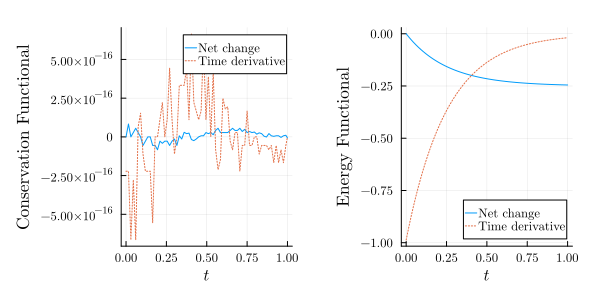 Conservation Functional
5.00×10⁻¹⁶
2.50×10⁻¹⁶
0
−2.50×10⁻¹⁶
−5.00×10⁻¹⁶
Net change
Time derivative
0.00 0.25 0.50 0.75 1.00
t
Energy Functional
0.00
−0.25
−0.50
−0.75
−1.00
Net change
Time derivative
0.00 0.25 0.50 0.75 1.00
t